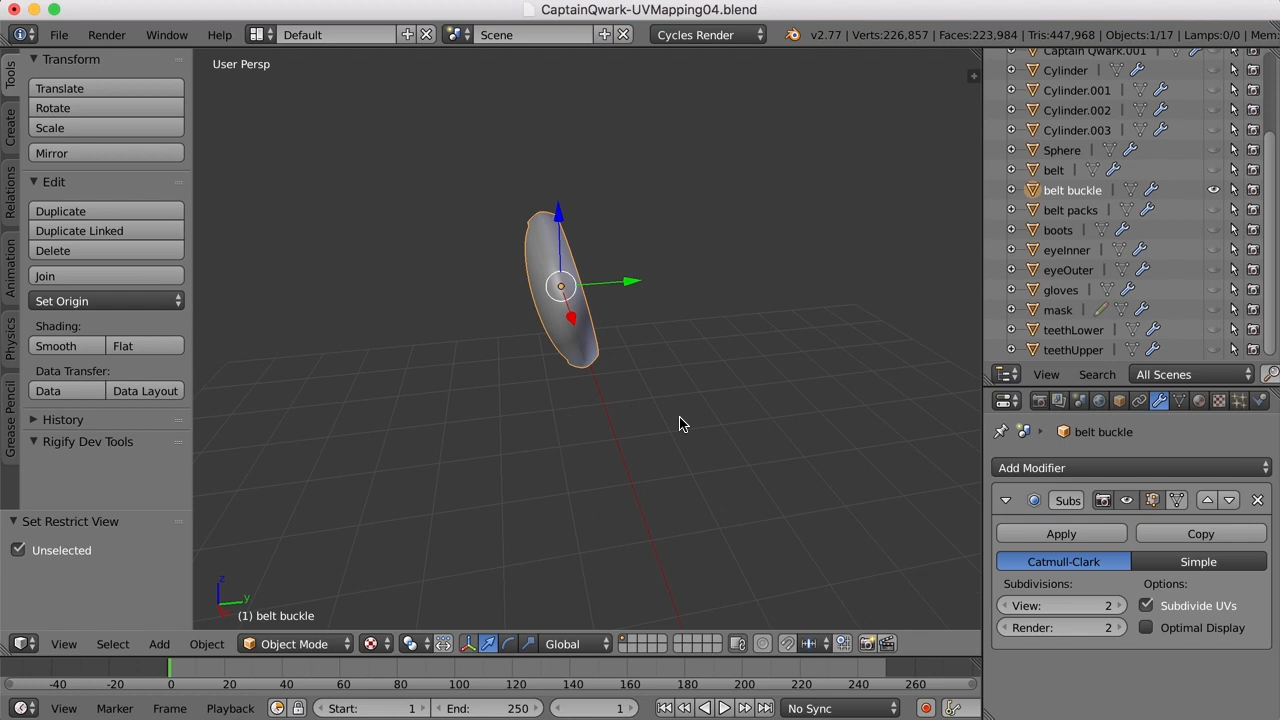 CaptainQwark-UVMapping04.blend
File Render Window Help Default Scene Cycles Render v2.77 | Verts:226,857 | Faces:223,984 | Tris:447,968 | Objects:1/17 | Lamps:0/0 | Mem:
Tools
Create
Relations
Animation
Physics
Grease Pencil
Transform
Translate
Rotate
Scale
Mirror
Edit
Duplicate
Duplicate Linked
Delete
Join
Set Origin
Shading:
Smooth Flat
Data Transfer:
Data Data Layout
History
Rigify Dev Tools
Set Restrict View
Unselected
User Persp
z
y
(1) belt buckle
View Select Add Object Object Mode Global
-40 -20 0 20 40 60 80 100 120 140 160 180 200 220 240 260
View Marker Frame Playback Start: 1 End: 250 1 No Sync
Captain Qwark.001
Cylinder
Cylinder.001
Cylinder.002
Cylinder.003
Sphere
belt
belt buckle
belt packs
boots
eyeInner
eyeOuter
gloves
mask
teethLower
teethUpper
View Search All Scenes
belt buckle
Add Modifier
Subs
Apply Copy
Catmull-Clark Simple
Subdivisions: Options:
View: 2 Subdivide UVs
Render: 2 Optimal Display